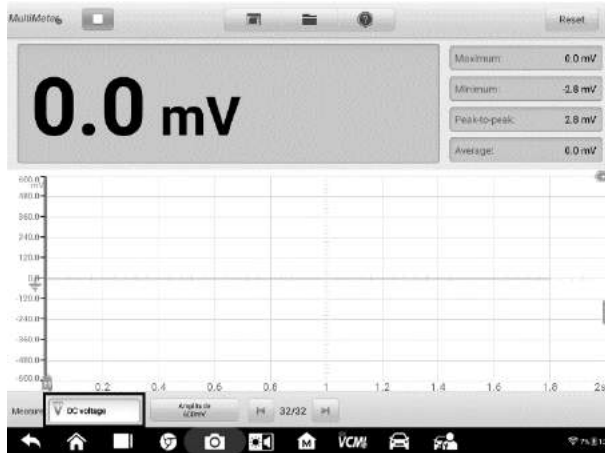 MultiMeter
Reset
0.0 mV
Maximum: 0.0 mV
Minimum: -2.8 mV
Peak-to-peak: 2.8 mV
Average: 0.0 mV
600.0
mV
480.0
360.0
240.0
120.0
0.0
-120.0
-240.0
-360.0
-480.0
-600.0
0.2 0.4 0.6 0.8 1 1.2 1.4 1.6 1.8 2s
Measure V DC voltage Amplitude 32/32
600mV
M VCMI